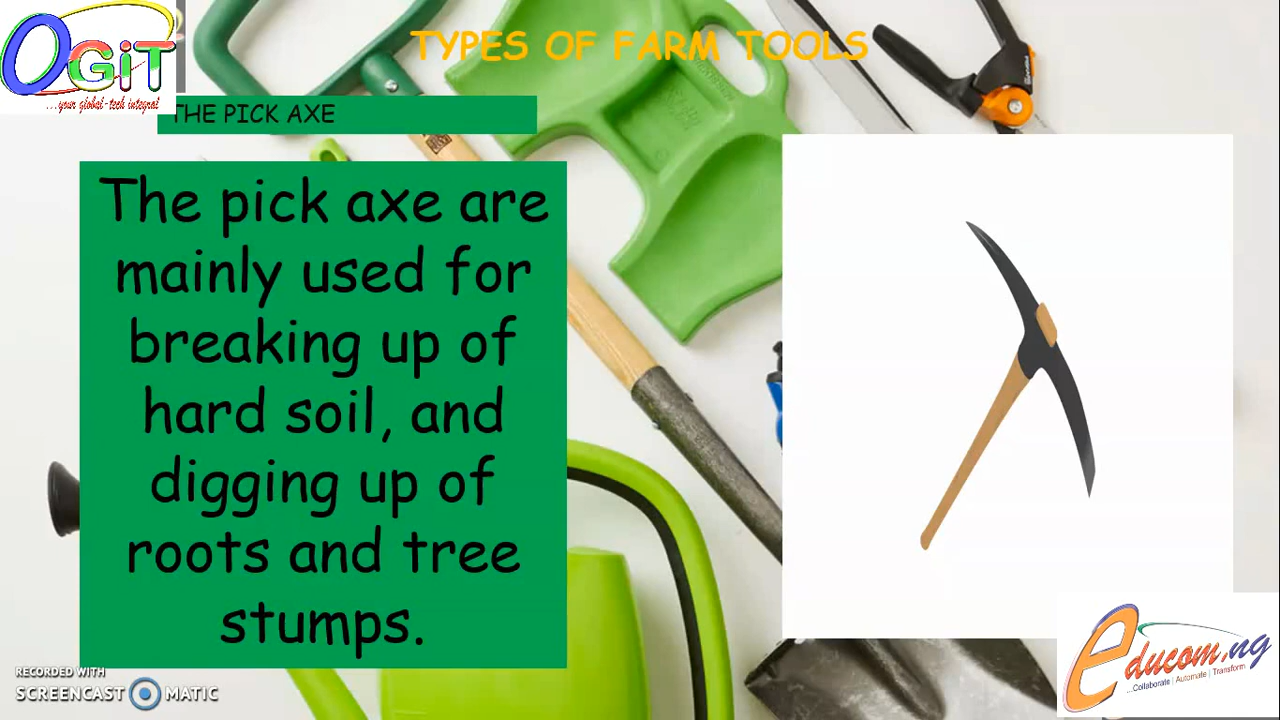 OGiT
...your global-tech integral
TYPES OF FARM TOOLS
THE PICK AXE
The pick axe are
mainly used for
breaking up of
hard soil, and
digging up of
roots and tree
stumps.
RECORDED WITH
SCREENCAST MATIC
educom.ng
...Collaborate | Automate | Transform